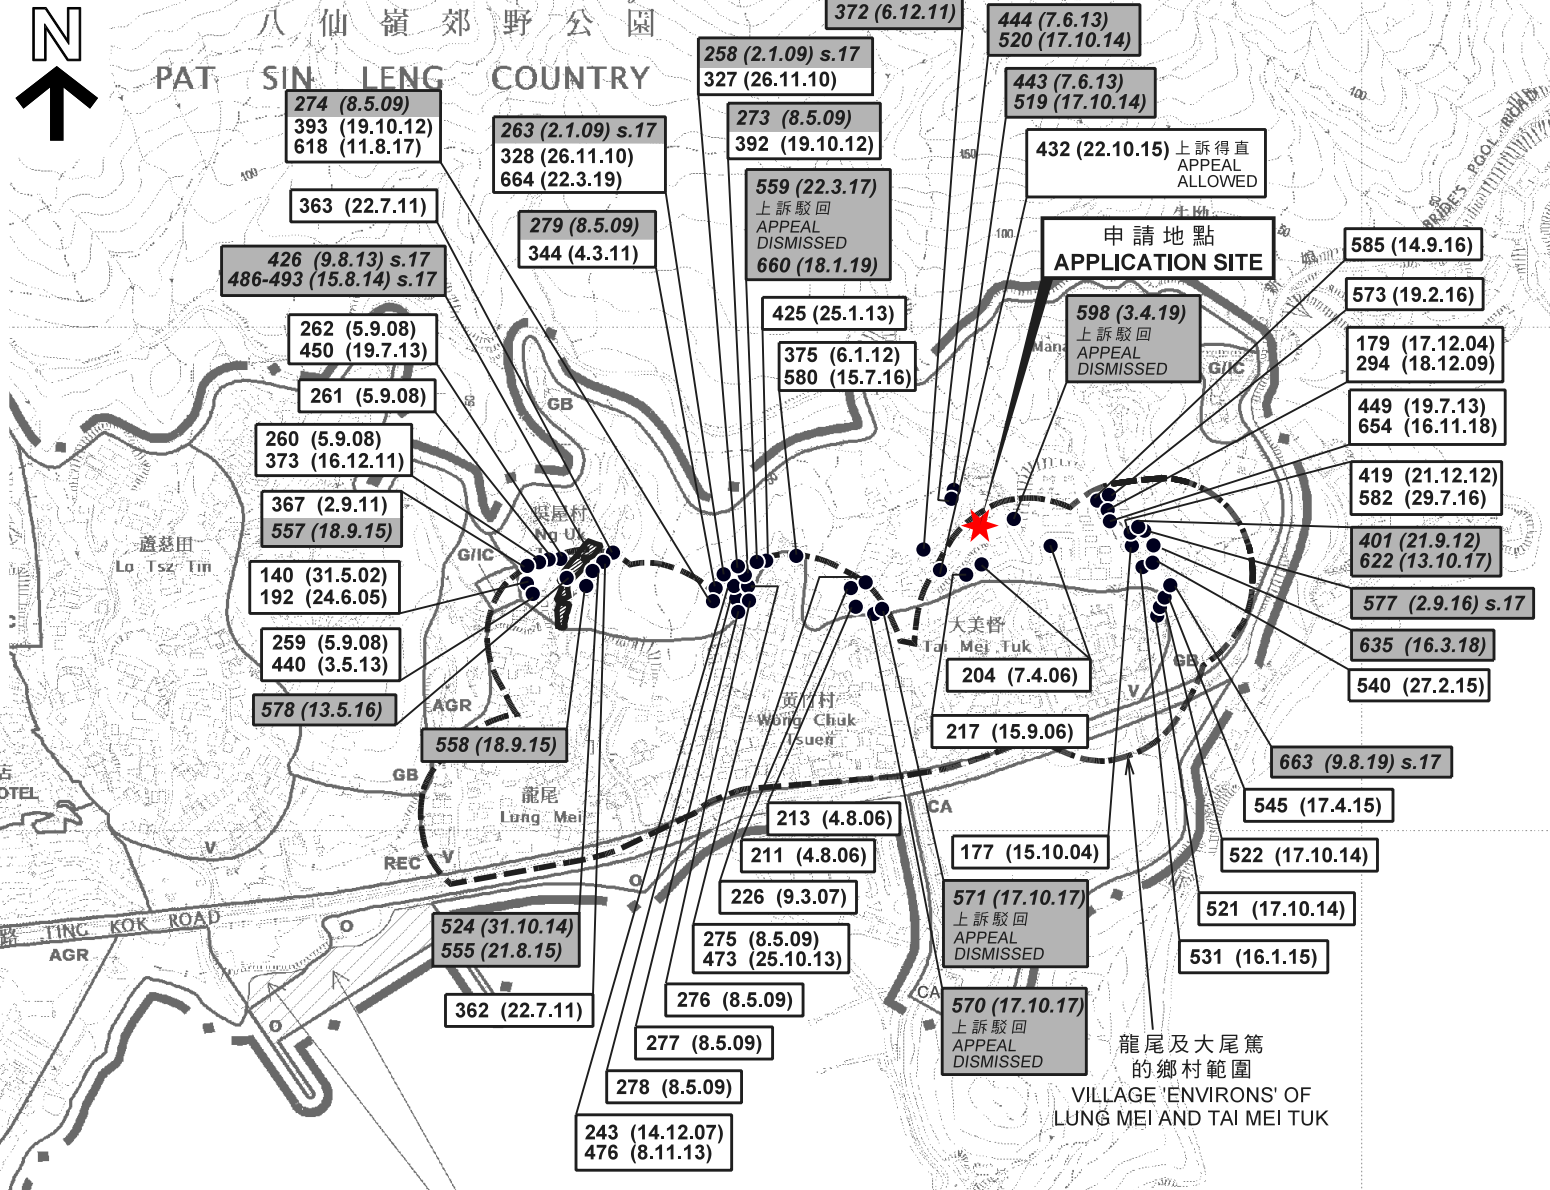 N
八仙嶺郊野公園
PAT SIN LENG COUNTRY
372 (6.12.11)
444 (7.6.13)
520 (17.10.14)
258 (2.1.09) s.17
327 (26.11.10)
443 (7.6.13)
519 (17.10.14)
274 (8.5.09)
393 (19.10.12)
618 (11.8.17)
263 (2.1.09) s.17
328 (26.11.10)
664 (22.3.19)
273 (8.5.09)
392 (19.10.12)
432 (22.10.15) 上訴得直
APPEAL
ALLOWED
559 (22.3.17)
上訴駁回
APPEAL
DISMISSED
660 (18.1.19)
363 (22.7.11)
279 (8.5.09)
344 (4.3.11)
申請地點
APPLICATION SITE
585 (14.9.16)
426 (9.8.13) s.17
486-493 (15.8.14) s.17
573 (19.2.16)
425 (25.1.13)
598 (3.4.19)
上訴駁回
APPEAL
DISMISSED
262 (5.9.08)
450 (19.7.13)
375 (6.1.12)
580 (15.7.16)
179 (17.12.04)
294 (18.12.09)
261 (5.9.08)
449 (19.7.13)
654 (16.11.18)
260 (5.9.08)
373 (16.12.11)
419 (21.12.12)
582 (29.7.16)
367 (2.9.11)
557 (18.9.15)
401 (21.9.12)
622 (13.10.17)
140 (31.5.02)
192 (24.6.05)
577 (2.9.16) s.17
259 (5.9.08)
440 (3.5.13)
635 (16.3.18)
204 (7.4.06)
540 (27.2.15)
578 (13.5.16)
217 (15.9.06)
558 (18.9.15)
663 (9.8.19) s.17
545 (17.4.15)
213 (4.8.06)
211 (4.8.06)
177 (15.10.04)
522 (17.10.14)
226 (9.3.07)
571 (17.10.17)
上訴駁回
APPEAL
DISMISSED
521 (17.10.14)
524 (31.10.14)
555 (21.8.15)
275 (8.5.09)
473 (25.10.13)
531 (16.1.15)
276 (8.5.09)
362 (22.7.11)
570 (17.10.17)
上訴駁回
APPEAL
DISMISSED
277 (8.5.09)
278 (8.5.09)
243 (14.12.07)
476 (8.11.13)
龍尾及大尾篤
的鄉村範圍
VILLAGE 'ENVIRONS' OF
LUNG MEI AND TAI MEI TUK
BRIDE'S POOL ROAD
蘆慈田
Lo Tsz Tin
吳屋村
Ng Uk
大美督
Tai Mei Tuk
黃竹村
Wong Chuk
Tsuen
龍尾
Lung Mei
路 TING KOK ROAD
GB
G/IC
G/IC
AGR
GB
GB
V
V
V
REC
CA
CA
AGR
O
O
O
100
100
100
150
50
50